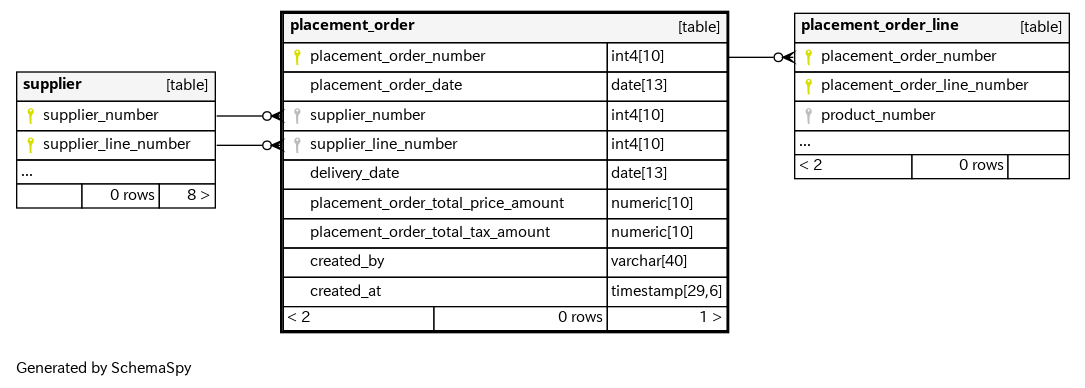 supplier [table]
supplier_number
supplier_line_number
...
0 rows 8 >
placement_order [table]
placement_order_number int4[10]
placement_order_date date[13]
supplier_number int4[10]
supplier_line_number int4[10]
delivery_date date[13]
placement_order_total_price_amount numeric[10]
placement_order_total_tax_amount numeric[10]
created_by varchar[40]
created_at timestamp[29,6]
< 2 0 rows 1 >
placement_order_line [table]
placement_order_number
placement_order_line_number
product_number
...
< 2 0 rows
Generated by SchemaSpy